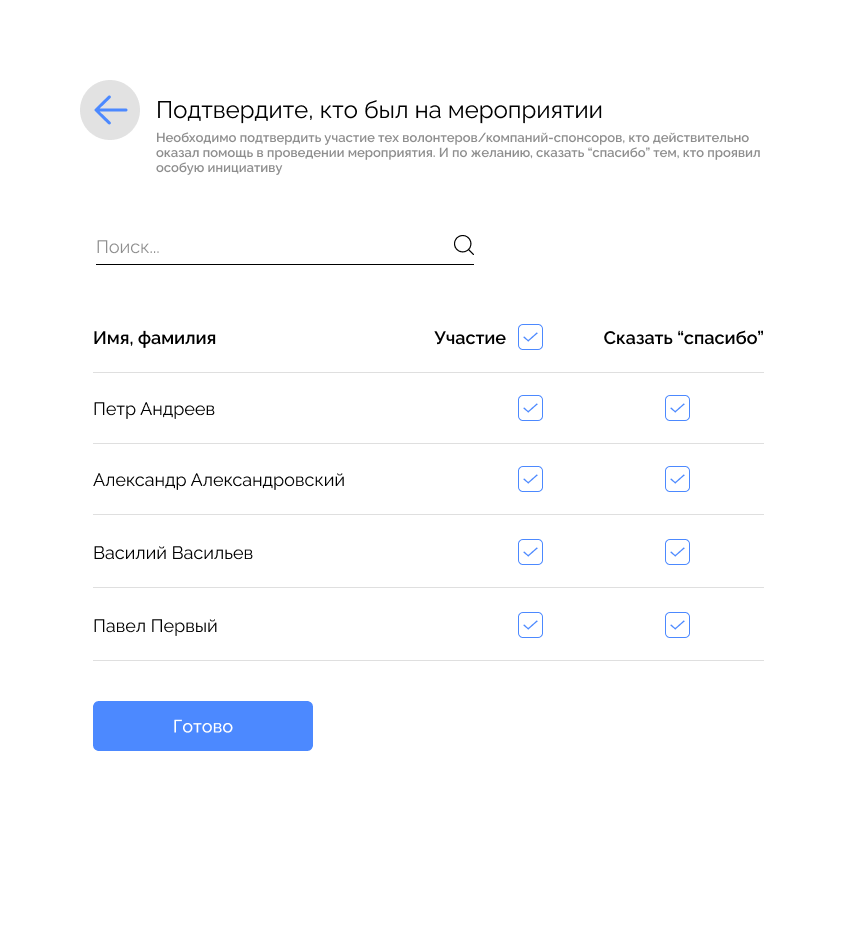 Подтвердите, кто был на мероприятии
Необходимо подтвердить участие тех волонтеров/компаний-спонсоров, кто действительно
оказал помощь в проведении мероприятия. И по желанию, сказать “спасибо” тем, кто проявил
особую инициативу
Поиск...
Имя, фамилия Участие Сказать “спасибо”
Петр Андреев
Александр Александровский
Василий Васильев
Павел Первый
Готово